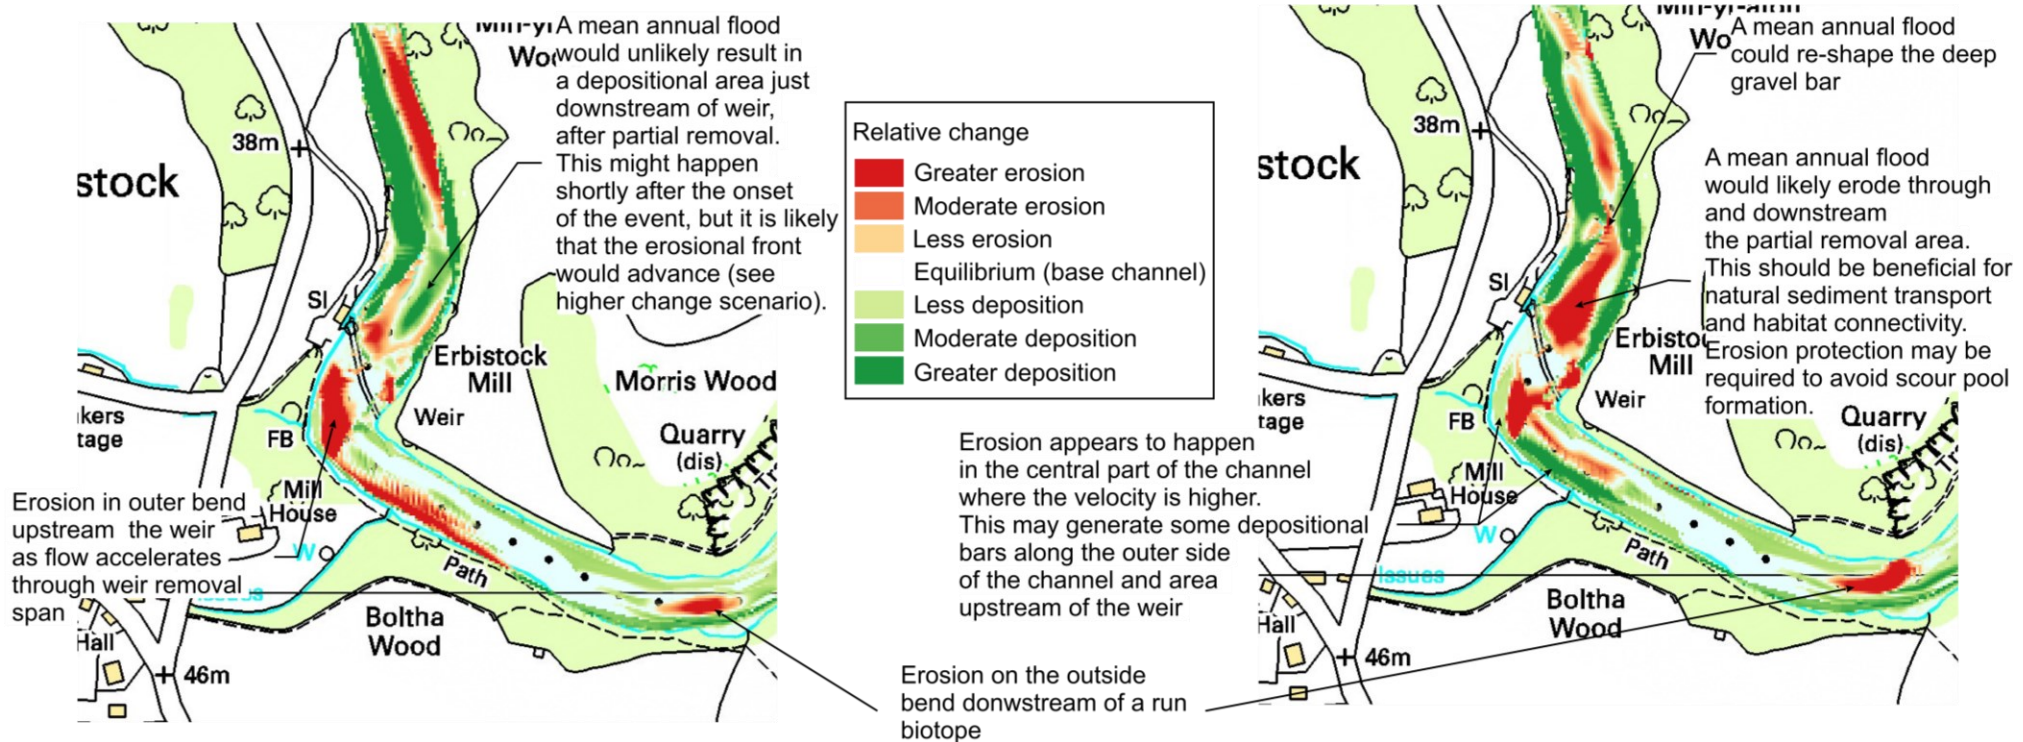 Wo
A mean annual flood
would unlikely result in
a depositional area just
downstream of weir,
after partial removal.
This might happen
shortly after the onset
of the event, but it is likely
that the erosional front
would advance (see
higher change scenario).
38m
stock
SI
Erbistock
Mill
Morris Wood
Weir
Quarry
(dis)
kers
tage
FB
Mill
House
Erosion in outer bend
upstream the weir
as flow accelerates
through weir removal
span
W
Issues
Path
Boltha
Wood
Hall
46m
Relative change
Greater erosion
Moderate erosion
Less erosion
Equilibrium (base channel)
Less deposition
Moderate deposition
Greater deposition
Erosion appears to happen
in the central part of the channel
where the velocity is higher.
This may generate some depositional
bars along the outer side
of the channel and area
upstream of the weir
Erosion on the outside
bend donwstream of a run
biotope
Wo
A mean annual flood
could re-shape the deep
gravel bar
38m
stock
A mean annual flood
would likely erode through
and downstream
the partial removal area.
This should be beneficial for
natural sediment transport
and habitat connectivity.
Erosion protection may be
required to avoid scour pool
formation.
SI
Erbisto
Mill
Weir
Quarry
(dis)
kers
tage
FB
Mill
House
W
Issues
Path
Boltha
Wood
Hall
46m